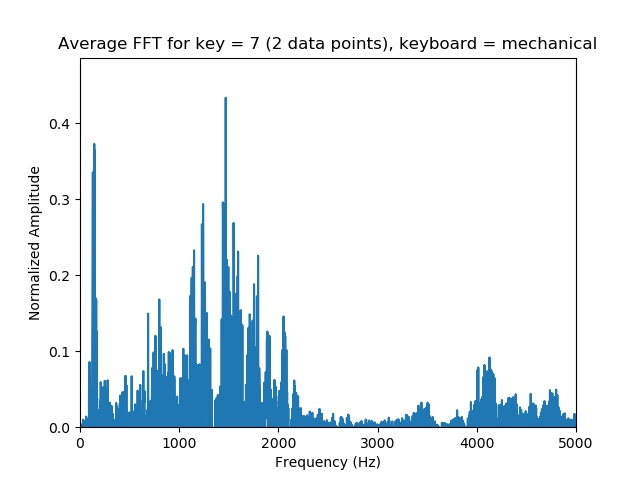 Average FFT for key = 7 (2 data points), keyboard = mechanical
Normalized Amplitude
0.4
0.3
0.2
0.1
0.0
0 1000 2000 3000 4000 5000
Frequency (Hz)